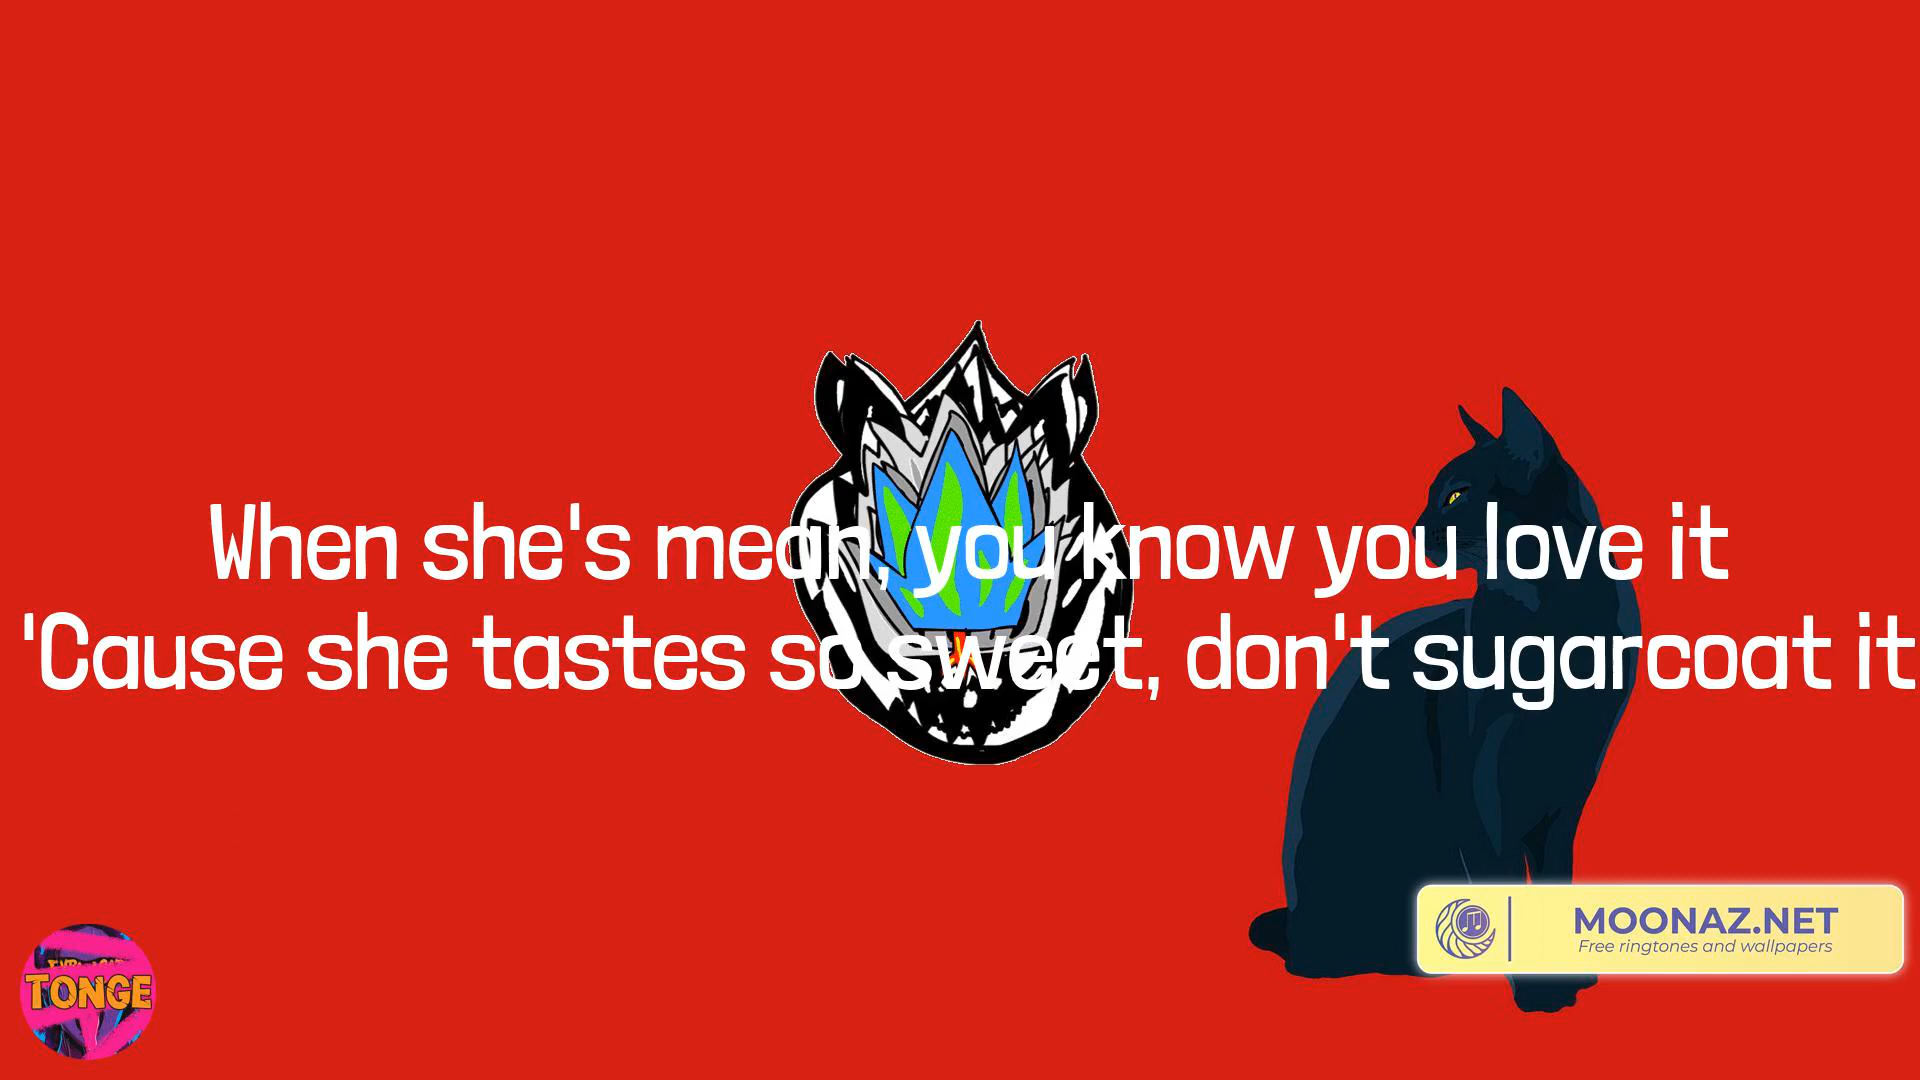 When she's mean, you know you love it
'Cause she tastes so sweet, don't sugarcoat it
TONGE
MOONAZ.NET
Free ringtones and wallpapers